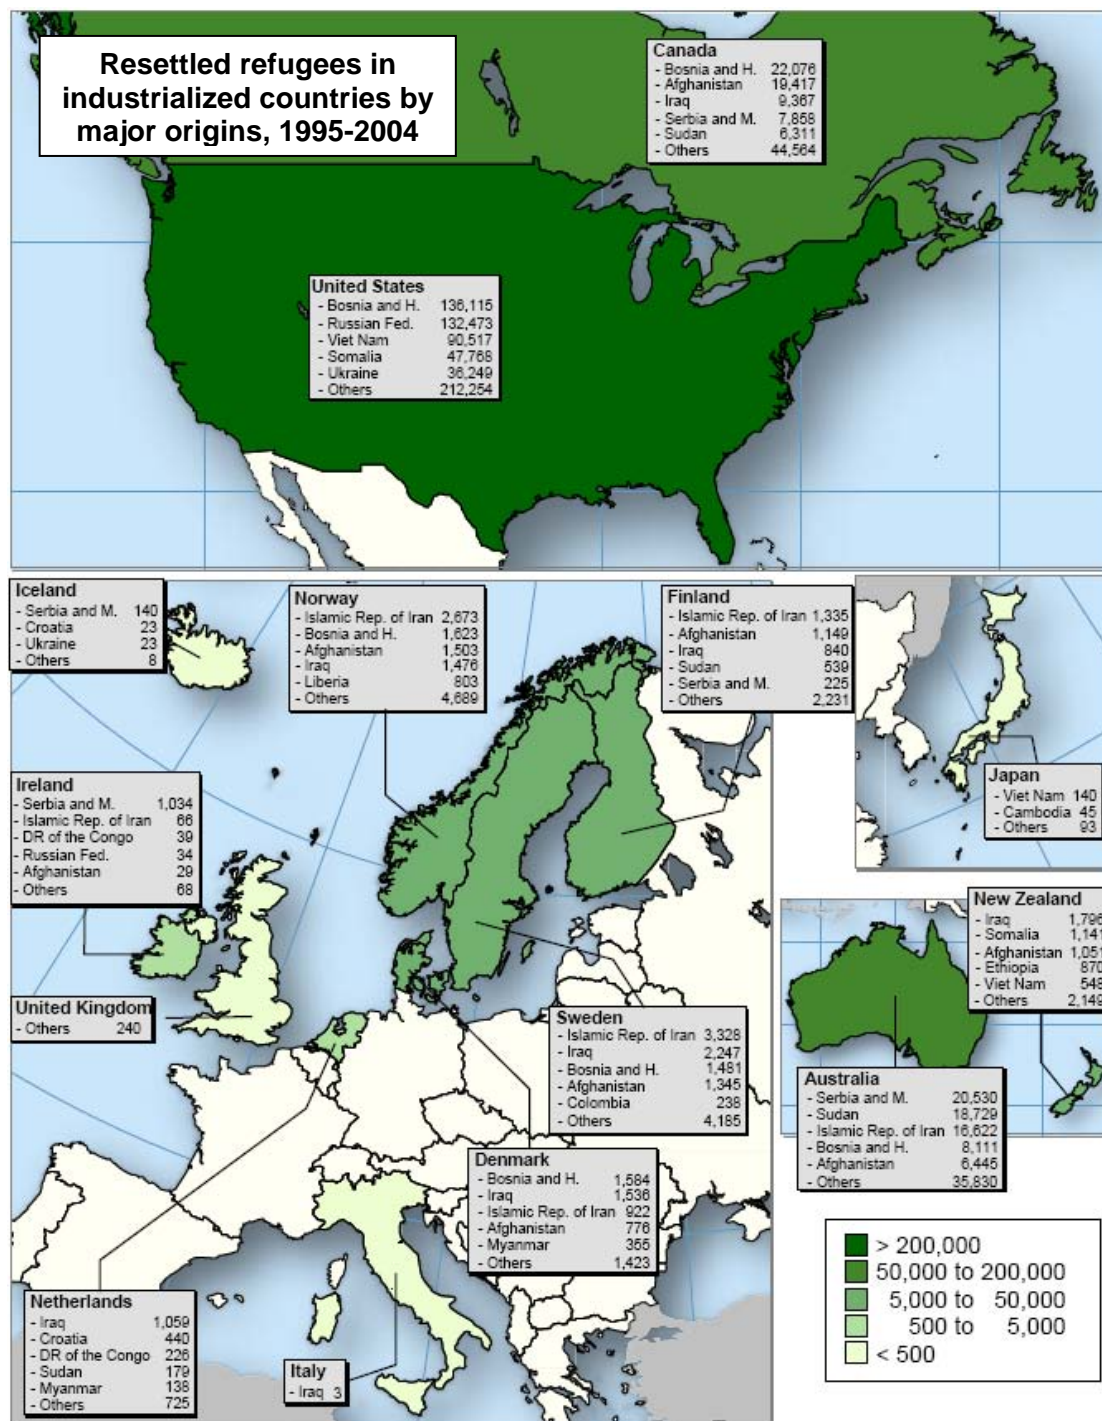 Resettled refugees in
industrialized countries by
major origins, 1995-2004
Canada
- Bosnia and H. 22,076
- Afghanistan 19,417
- Iraq 9,367
- Serbia and M. 7,858
- Sudan 6,311
- Others 44,564
United States
- Bosnia and H. 136,115
- Russian Fed. 132,473
- Viet Nam 90,517
- Somalia 47,768
- Ukraine 36,249
- Others 212,254
Iceland
- Serbia and M. 140
- Croatia 23
- Ukraine 23
- Others 8
Norway
- Islamic Rep. of Iran 2,673
- Bosnia and H. 1,623
- Afghanistan 1,503
- Iraq 1,476
- Liberia 803
- Others 4,689
Finland
- Islamic Rep. of Iran 1,335
- Afghanistan 1,149
- Iraq 840
- Sudan 539
- Serbia and M. 225
- Others 2,231
Ireland
- Serbia and M. 1,034
- Islamic Rep. of Iran 66
- DR of the Congo 39
- Russian Fed. 34
- Afghanistan 29
- Others 68
Japan
- Viet Nam 140
- Cambodia 45
- Others 93
New Zealand
- Iraq 1,796
- Somalia 1,141
- Afghanistan 1,051
- Ethiopia 870
- Viet Nam 548
- Others 2,149
United Kingdom
- Others 240
Sweden
- Islamic Rep. of Iran 3,328
- Iraq 2,247
- Bosnia and H. 1,481
- Afghanistan 1,345
- Colombia 238
- Others 4,185
Australia
- Serbia and M. 20,530
- Sudan 18,729
- Islamic Rep. of Iran 16,622
- Bosnia and H. 8,111
- Afghanistan 6,445
- Others 35,830
Denmark
- Bosnia and H. 1,584
- Iraq 1,536
- Islamic Rep. of Iran 922
- Afghanistan 776
- Myanmar 355
- Others 1,423
Netherlands
- Iraq 1,059
- Croatia 440
- DR of the Congo 226
- Sudan 179
- Myanmar 138
- Others 725
Italy
- Iraq 3
> 200,000
50,000 to 200,000
5,000 to 50,000
500 to 5,000
< 500